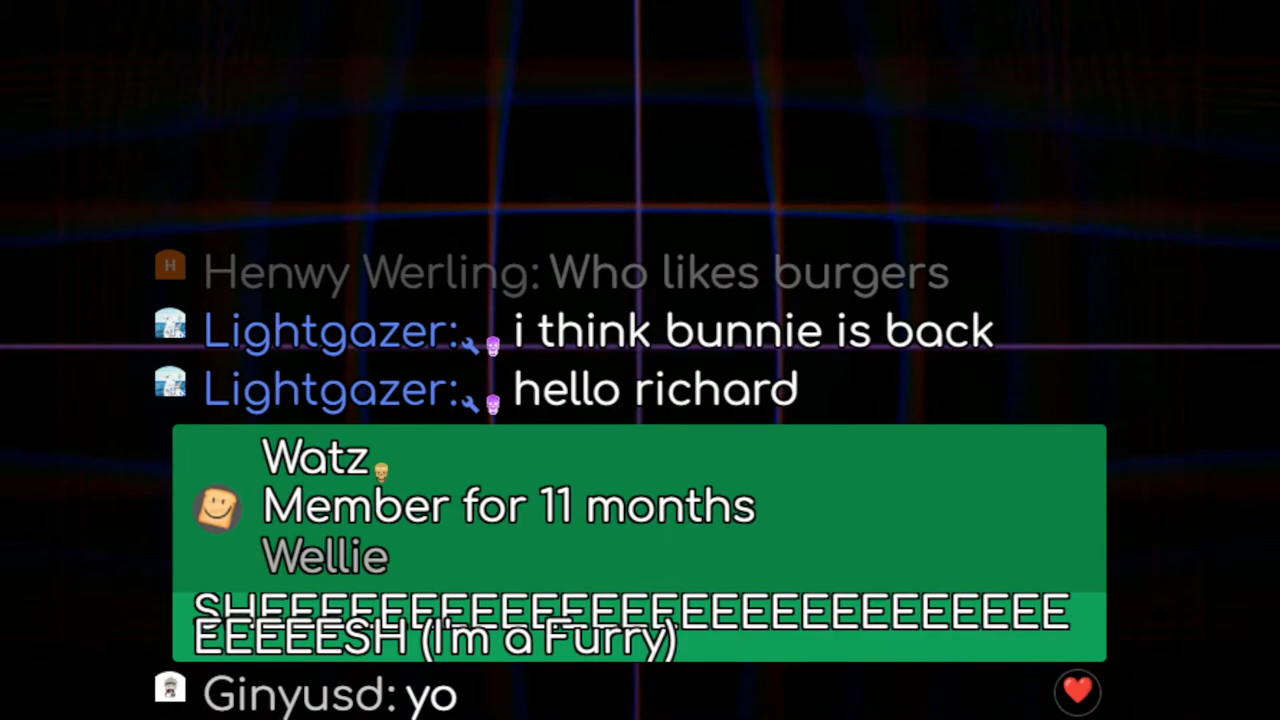 H
Henwy Werling: Who likes burgers
Lightgazer: i think bunnie is back
Lightgazer: hello richard
Watz
Member for 11 months
Wellie
SHEEEEEEEEEEEEEEEEEEEEEEEEEEE
EEEEESH (I'm a Furry)
Ginyusd: yo